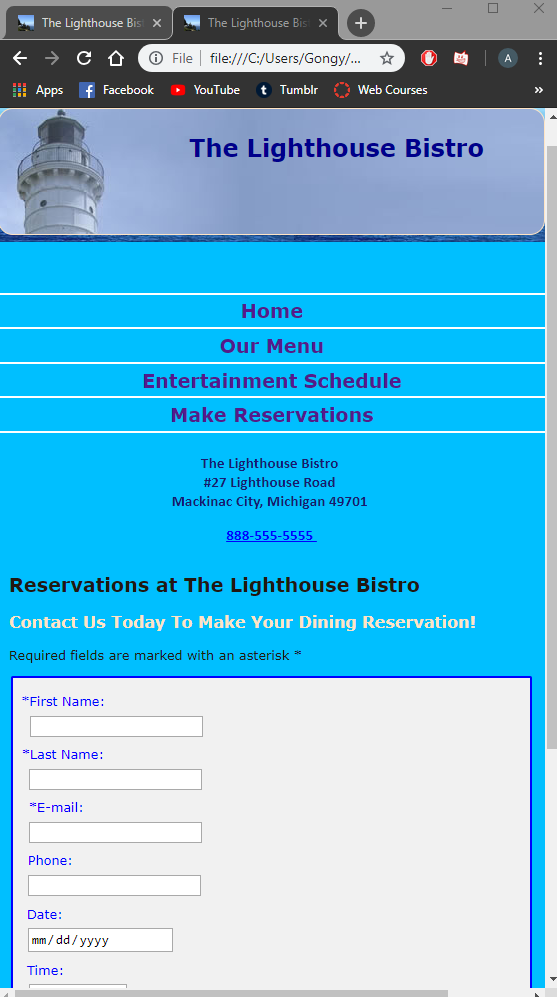 The Lighthouse Bist
The Lighthouse Bist
File
file:///C:/Users/Gongy/...
A
Apps
Facebook
YouTube
Tumblr
Web Courses
»
The Lighthouse Bistro
Home
Our Menu
Entertainment Schedule
Make Reservations
The Lighthouse Bistro
#27 Lighthouse Road
Mackinac City, Michigan 49701
888-555-5555
Reservations at The Lighthouse Bistro
Contact Us Today To Make Your Dining Reservation!
Required fields are marked with an asterisk *
*First Name:
*Last Name:
*E-mail:
Phone:
Date:
mm/dd/yyyy
Time: